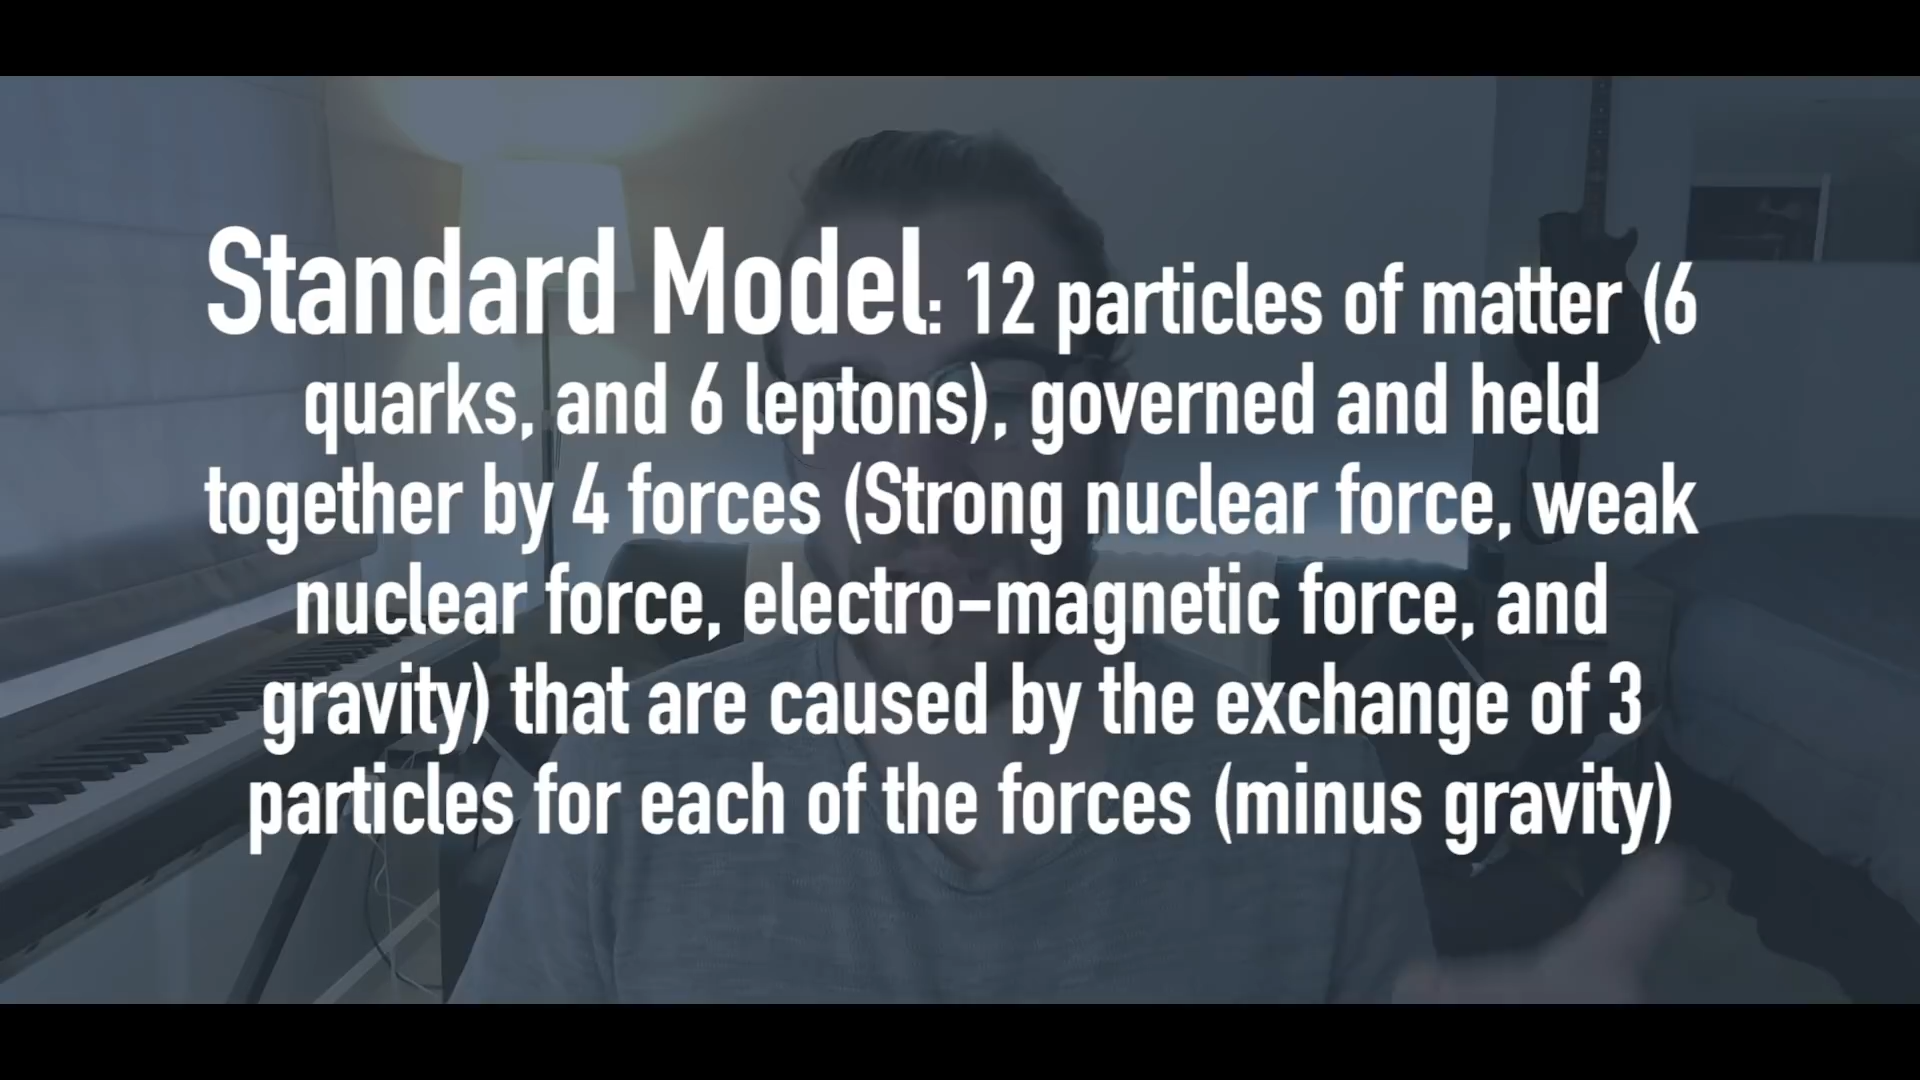 Standard Model: 12 particles of matter (6
quarks, and 6 leptons), governed and held
together by 4 forces (Strong nuclear force, weak
nuclear force, electro-magnetic force, and
gravity) that are caused by the exchange of 3
particles for each of the forces (minus gravity)